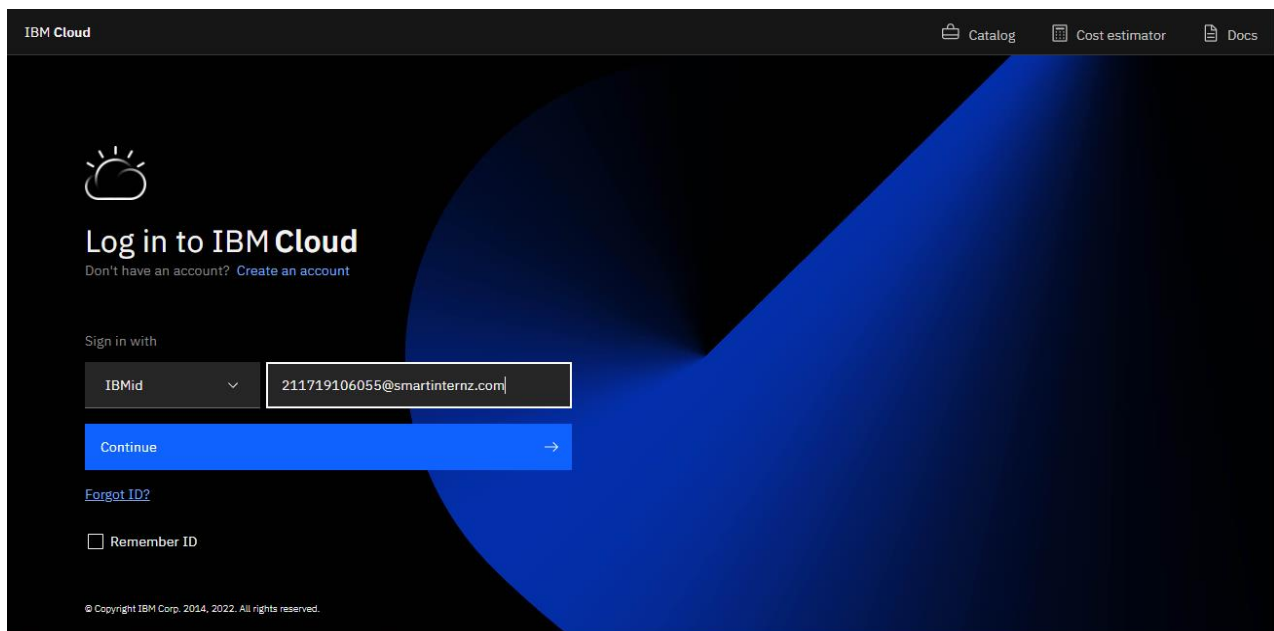 IBM Cloud
Catalog
Cost estimator
Docs
Log in to IBM Cloud
Don't have an account? Create an account
Sign in with
IBMid
211719106055@smartinternz.com
Continue
Forgot ID?
Remember ID
© Copyright IBM Corp. 2014, 2022. All rights reserved.